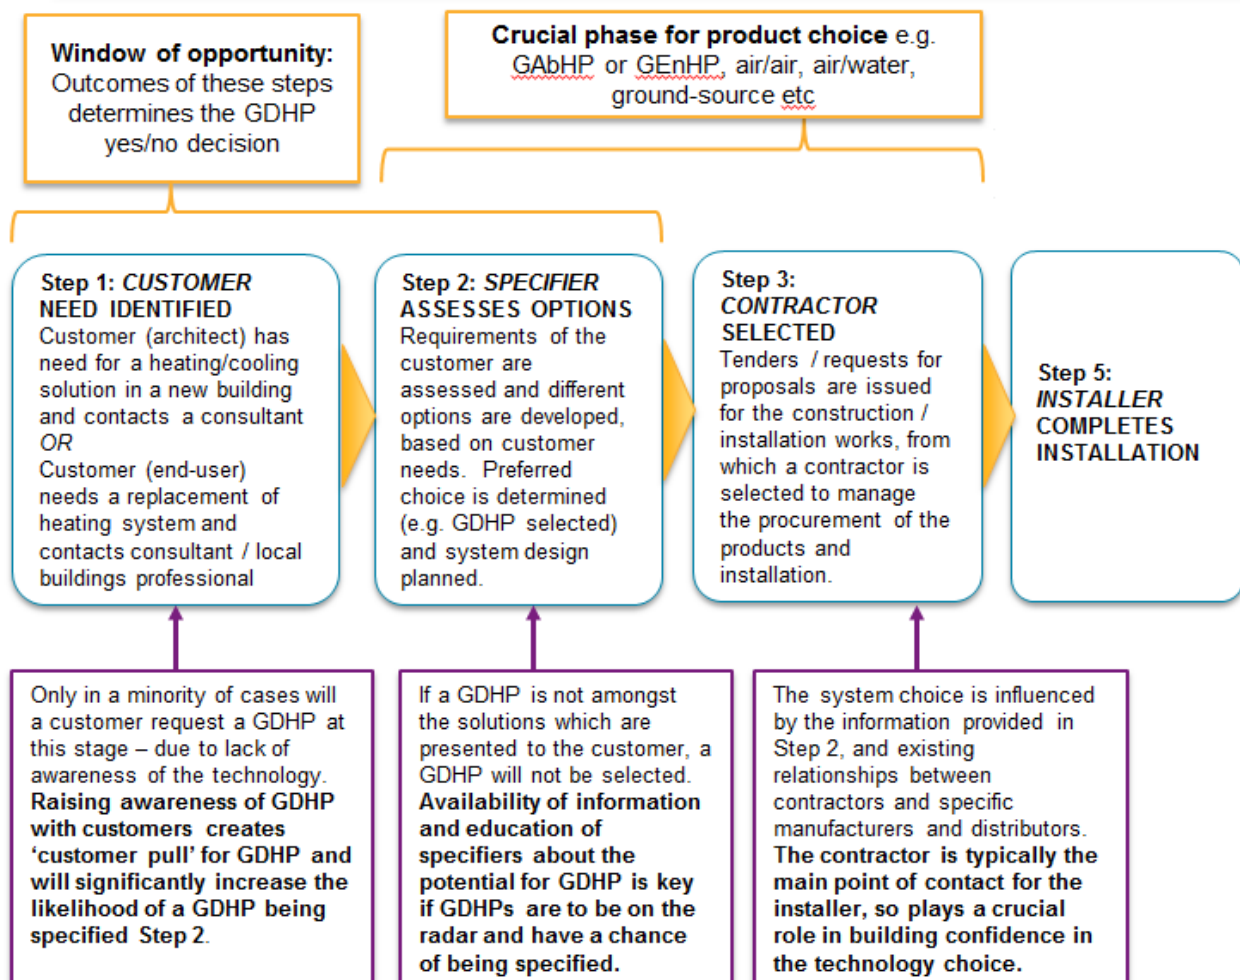 Window of opportunity:
Outcomes of these steps
determines the GDHP
yes/no decision
Crucial phase for product choice e.g.
GAbHP or GEnHP, air/air, air/water,
ground-source etc
Step 1: CUSTOMER
NEED IDENTIFIED
Customer (architect) has
need for a heating/cooling
solution in a new building
and contacts a consultant
OR
Customer (end-user)
needs a replacement of
heating system and
contacts consultant / local
buildings professional
Step 2: SPECIFIER
ASSESSES OPTIONS
Requirements of the
customer are
assessed and different
options are developed,
based on customer
needs. Preferred
choice is determined
(e.g. GDHP selected)
and system design
planned.
Step 3:
CONTRACTOR
SELECTED
Tenders / requests for
proposals are issued
for the construction /
installation works, from
which a contractor is
selected to manage
the procurement of the
products and
installation.
Step 5:
INSTALLER
COMPLETES
INSTALLATION
Only in a minority of cases will
a customer request a GDHP at
this stage – due to lack of
awareness of the technology.
Raising awareness of GDHP
with customers creates
‘customer pull’ for GDHP and
will significantly increase the
likelihood of a GDHP being
specified Step 2.
If a GDHP is not amongst
the solutions which are
presented to the customer, a
GDHP will not be selected.
Availability of information
and education of
specifiers about the
potential for GDHP is key
if GDHPs are to be on the
radar and have a chance
of being specified.
The system choice is influenced
by the information provided in
Step 2, and existing
relationships between
contractors and specific
manufacturers and distributors.
The contractor is typically the
main point of contact for the
installer, so plays a crucial
role in building confidence in
the technology choice.